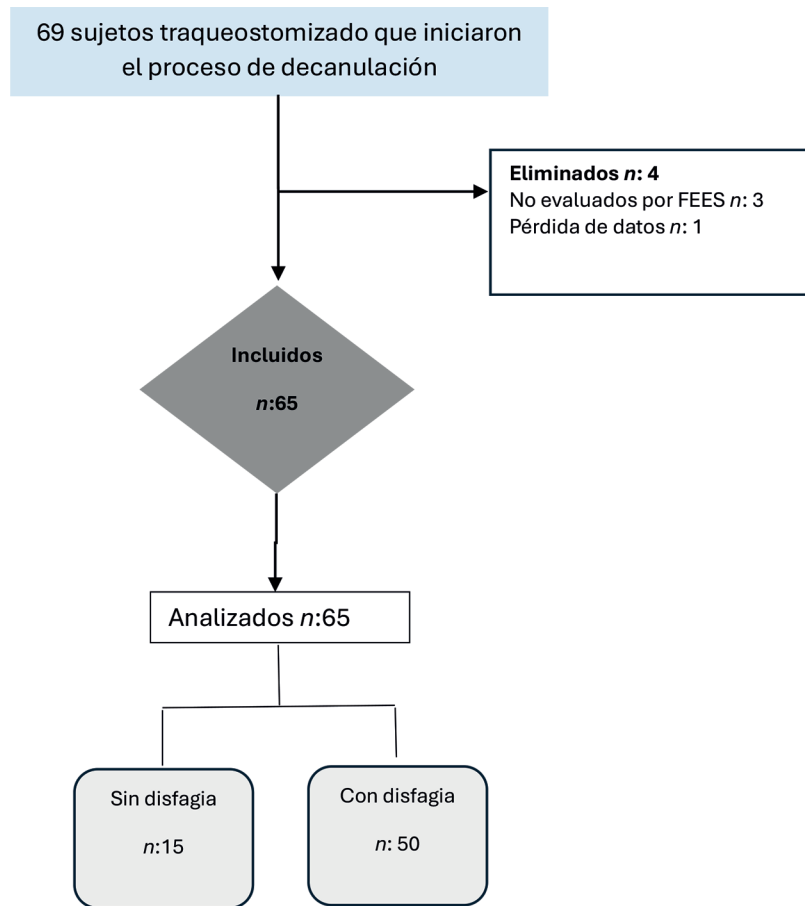 69 sujetos traqueostomizado que iniciaron
el proceso de decanulación
Eliminados n: 4
No evaluados por FEES n: 3
Pérdida de datos n: 1
Incluidos
n:65
Analizados n:65
Sin disfagia
n:15
Con disfagia
n: 50